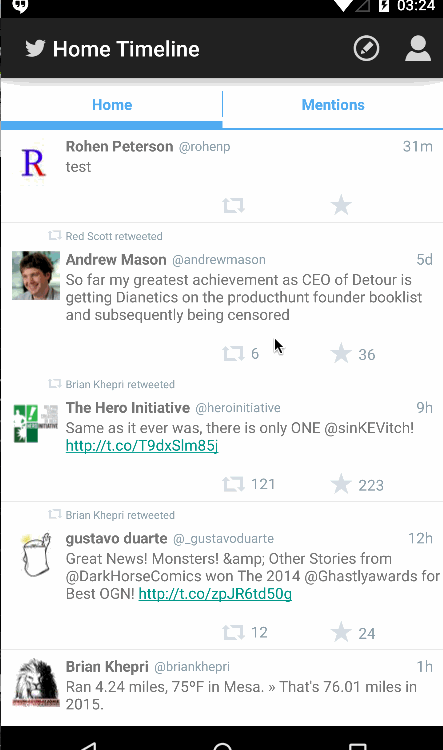 03:24
Home Timeline
Home
Mentions
R
Rohen Peterson @rohenp 31m
test
Red Scott retweeted
Andrew Mason @andrewmason 5d
So far my greatest achievement as CEO of Detour is
getting Dianetics on the producthunt founder booklist
and subsequently being censored
6 36
Brian Khepri retweeted
The Hero Initiative @heroinitiative 9h
Same as it ever was, there is only ONE @sinKEVitch!
http://t.co/T9dxSlm85j
121 223
Brian Khepri retweeted
gustavo duarte @_gustavoduarte 12h
Great News! Monsters! &amp; Other Stories from
@DarkHorseComics won The 2014 @Ghastlyawards for
Best OGN! http://t.co/zpJR6td50g
12 24
Brian Khepri @briankhepri 1h
Ran 4.24 miles, 75ºF in Mesa. » That's 76.01 miles in
2015.